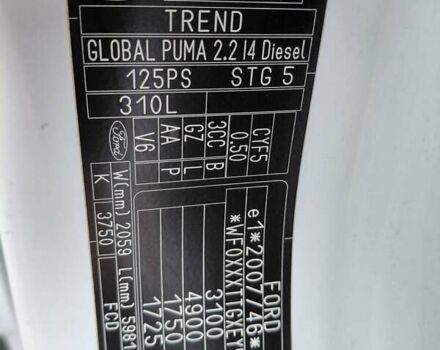 TREND
GLOBAL PUMA 2.2 I4 Diesel
125PS STG 5
310L
Ford
V6
AA P
GZ L
3CC B
0.50
CYF5
W(mm) 2059 L(mm) 5981
K 3750 L FCD
FORD
e1*2007/46*
3100
4900
1750
1725